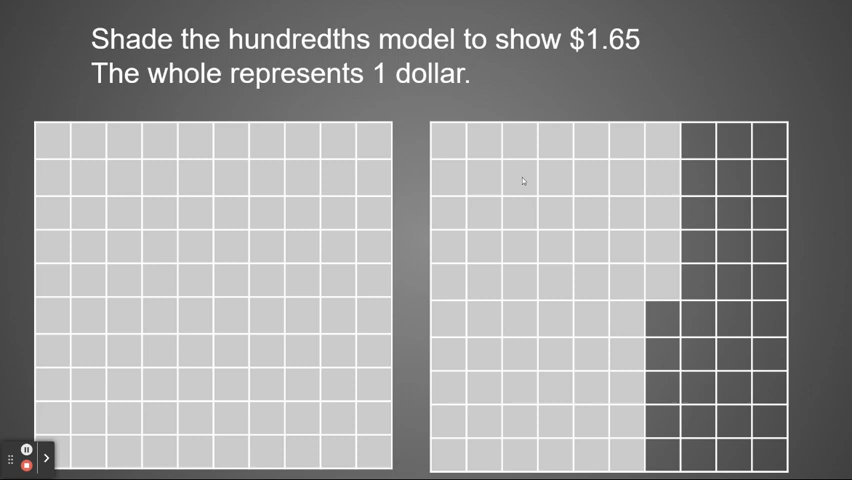 Shade the hundredths model to show $1.65
The whole represents 1 dollar.